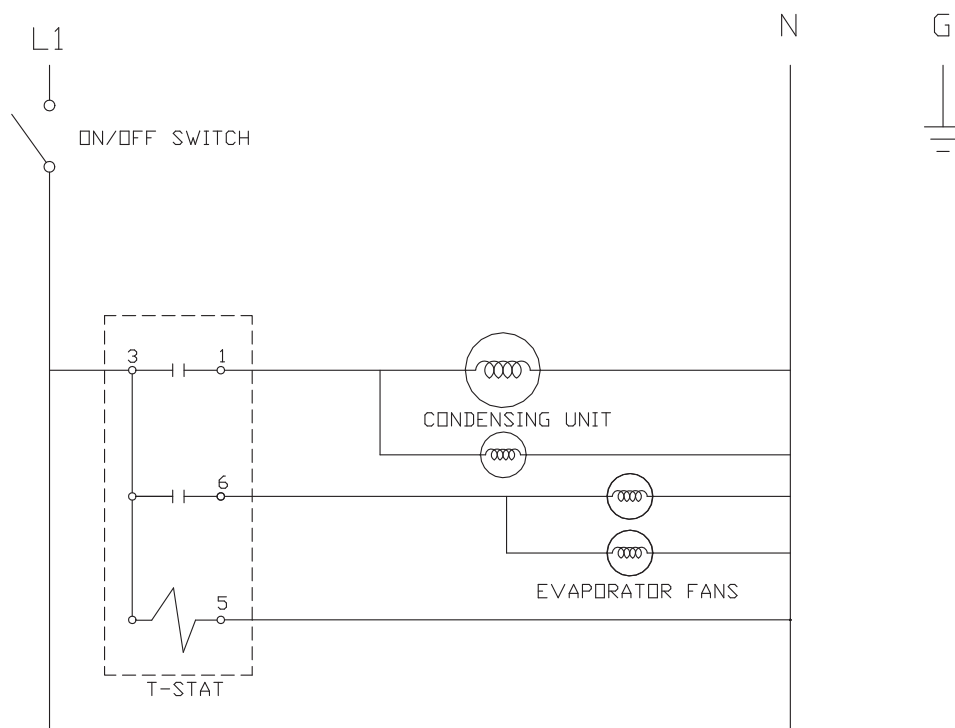 L1
N
G
ON/OFF SWITCH
3
1
CONDENSING UNIT
6
EVAPORATOR FANS
5
T-STAT